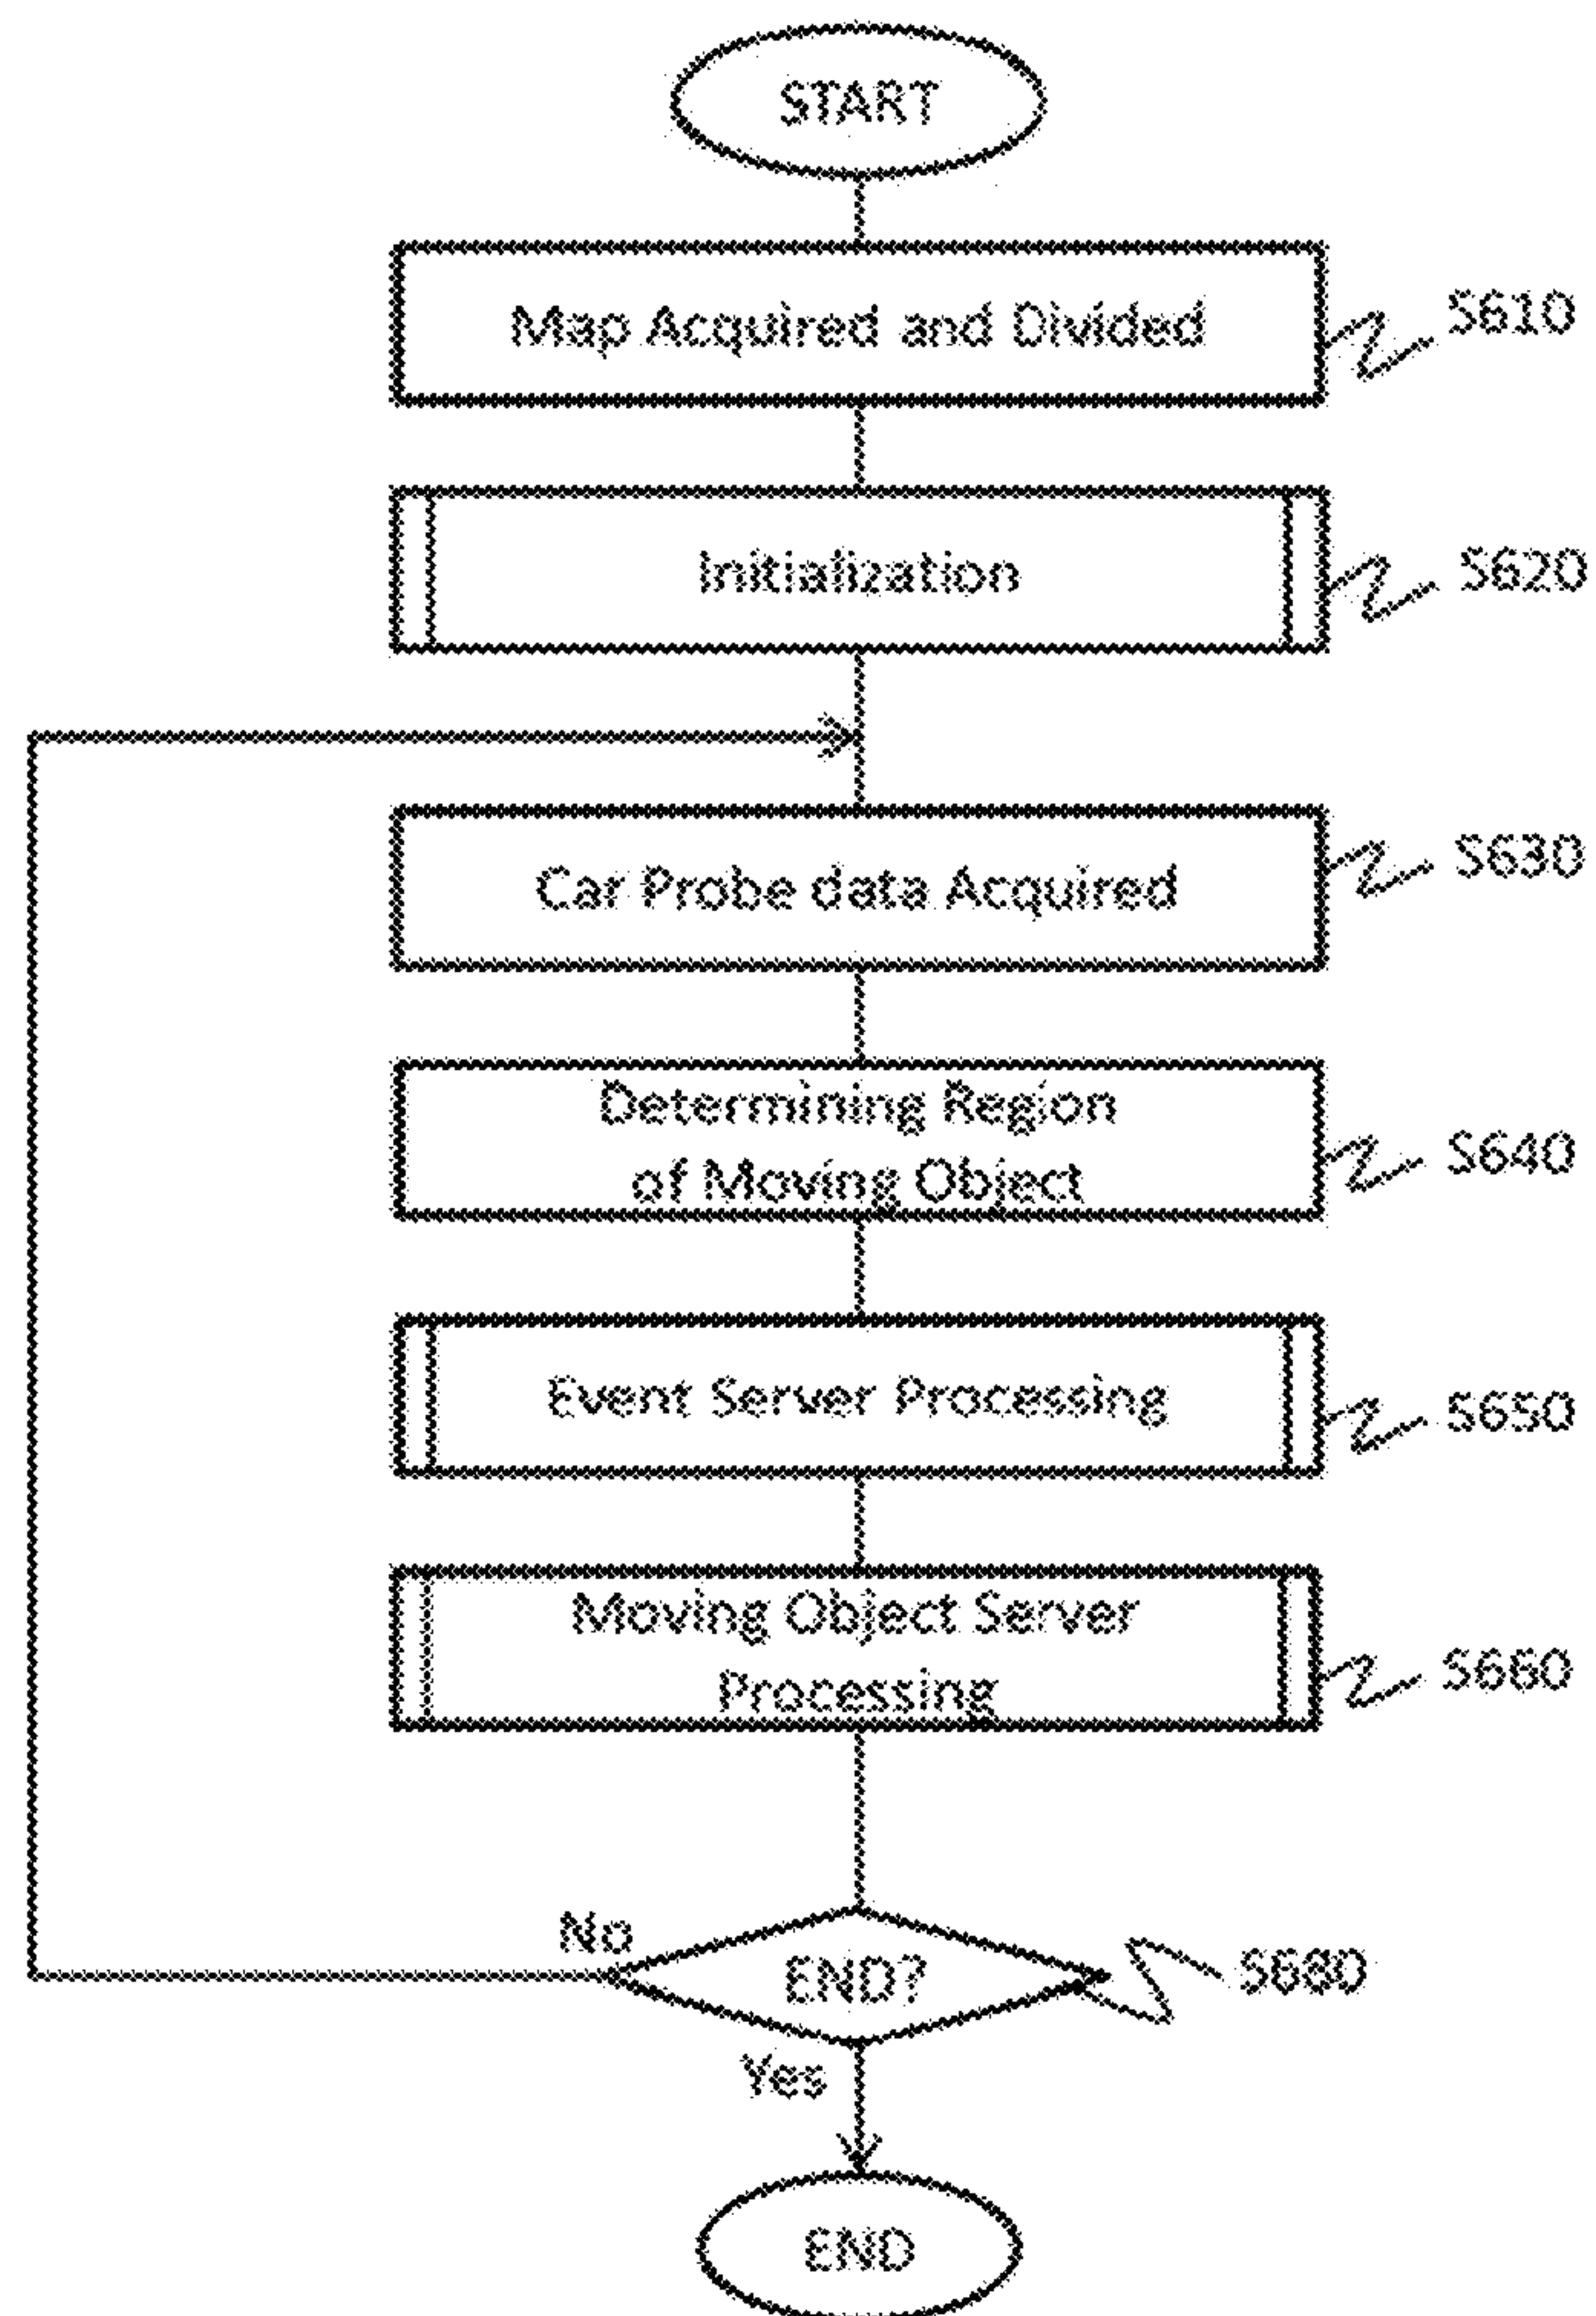 START
Map Acquired and Divided
S610
Initialization
S620
Car Probe data Acquired
S630
Determining Region
of Moving Object
S640
Event Server Processing
S650
Moving Object Server
Processing
S660
No
END?
S680
Yes
END